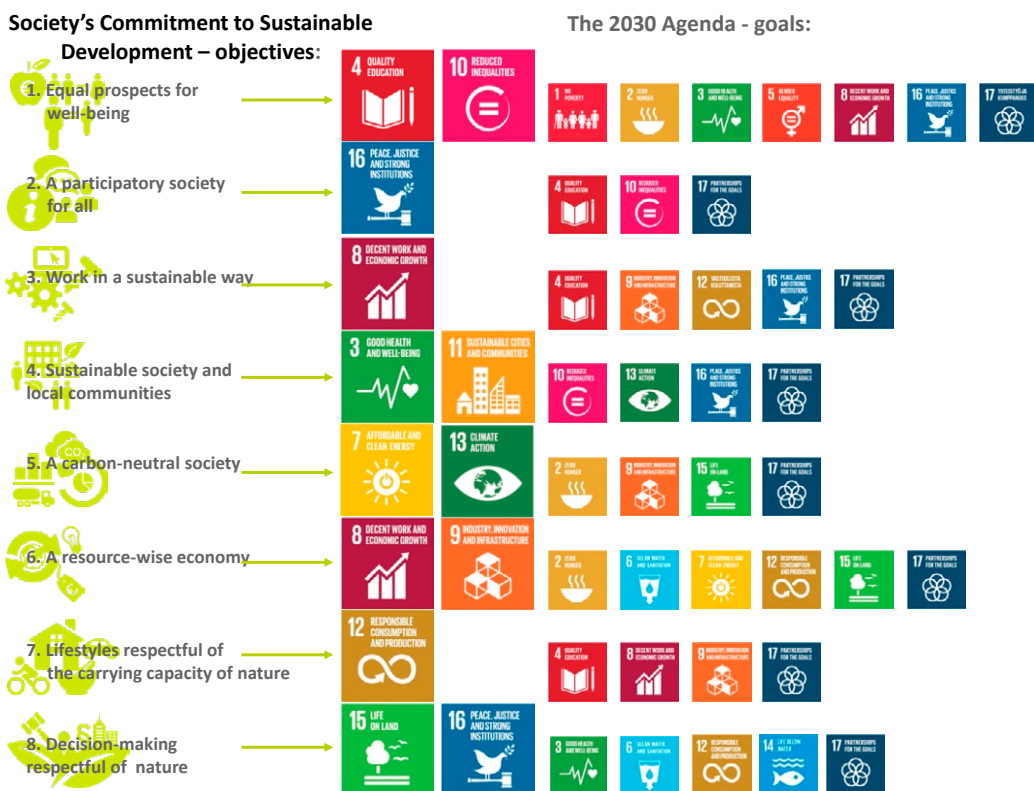 Society's Commitment to Sustainable
Development – objectives:
The 2030 Agenda - goals:
1. Equal prospects for
well-being
4 QUALITY
EDUCATION
10 REDUCED
INEQUALITIES
1 NO
POVERTY
2 ZERO
HUNGER
3 GOOD HEALTH
AND WELL-BEING
5 GENDER
EQUALITY
8 DECENT WORK AND
ECONOMIC GROWTH
16 PEACE, JUSTICE
AND STRONG
INSTITUTIONS
17 YHTEISTYÖ JA
KUMPPANUUS
2. A participatory society
for all
16 PEACE, JUSTICE
AND STRONG
INSTITUTIONS
4 QUALITY
EDUCATION
10 REDUCED
INEQUALITIES
17 PARTNERSHIPS
FOR THE GOALS
3. Work in a sustainable way
8 DECENT WORK AND
ECONOMIC GROWTH
4 QUALITY
EDUCATION
9 INDUSTRY, INNOVATION
AND INFRASTRUCTURE
12 VASTUULLISTA
KULUTTAMISTA
16 PEACE, JUSTICE
AND STRONG
INSTITUTIONS
17 PARTNERSHIPS
FOR THE GOALS
4. Sustainable society and
local communities
3 GOOD HEALTH
AND WELL-BEING
11 SUSTAINABLE CITIES
AND COMMUNITIES
10 REDUCED
INEQUALITIES
13 CLIMATE
ACTION
16 PEACE, JUSTICE
AND STRONG
INSTITUTIONS
17 PARTNERSHIPS
FOR THE GOALS
CO2
5. A carbon-neutral society
7 AFFORDABLE AND
CLEAN ENERGY
13 CLIMATE
ACTION
2 ZERO
HUNGER
9 INDUSTRY, INNOVATION
AND INFRASTRUCTURE
15 LIFE
ON LAND
17 PARTNERSHIPS
FOR THE GOALS
6. A resource-wise economy
8 DECENT WORK AND
ECONOMIC GROWTH
9 INDUSTRY, INNOVATION
AND INFRASTRUCTURE
2 ZERO
HUNGER
6 CLEAN WATER
AND SANITATION
7 AFFORDABLE AND
CLEAN ENERGY
12 RESPONSIBLE
CONSUMPTION
AND PRODUCTION
15 LIFE
ON LAND
17 PARTNERSHIPS
FOR THE GOALS
7. Lifestyles respectful of
the carrying capacity of nature
12 RESPONSIBLE
CONSUMPTION
AND PRODUCTION
4 QUALITY
EDUCATION
8 DECENT WORK AND
ECONOMIC GROWTH
9 INDUSTRY, INNOVATION
AND INFRASTRUCTURE
17 PARTNERSHIPS
FOR THE GOALS
8. Decision-making
respectful of nature
15 LIFE
ON LAND
16 PEACE, JUSTICE
AND STRONG
INSTITUTIONS
3 GOOD HEALTH
AND WELL-BEING
6 CLEAN WATER
AND SANITATION
12 RESPONSIBLE
CONSUMPTION
AND PRODUCTION
14 LIFE BELOW
WATER
17 PARTNERSHIPS
FOR THE GOALS